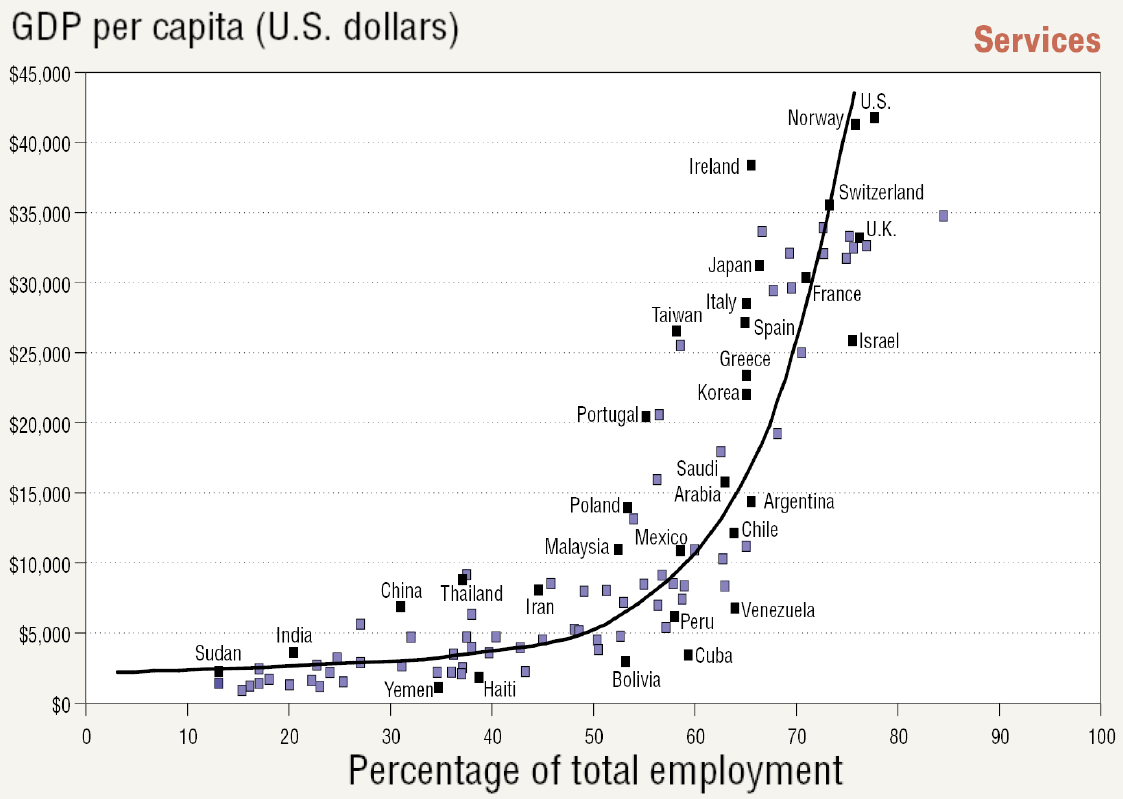 GDP per capita (U.S. dollars)
Services
$45,000
$40,000
$35,000
$30,000
$25,000
$20,000
$15,000
$10,000
$5,000
$0
U.S.
Norway
Ireland
Switzerland
U.K.
Japan
France
Italy
Taiwan
Spain
Israel
Greece
Korea
Portugal
Saudi
Arabia
Argentina
Poland
Chile
Mexico
Malaysia
China
Thailand
Iran
Venezuela
Peru
India
Sudan
Cuba
Bolivia
Yemen
Haiti
0 10 20 30 40 50 60 70 80 90 100
Percentage of total employment